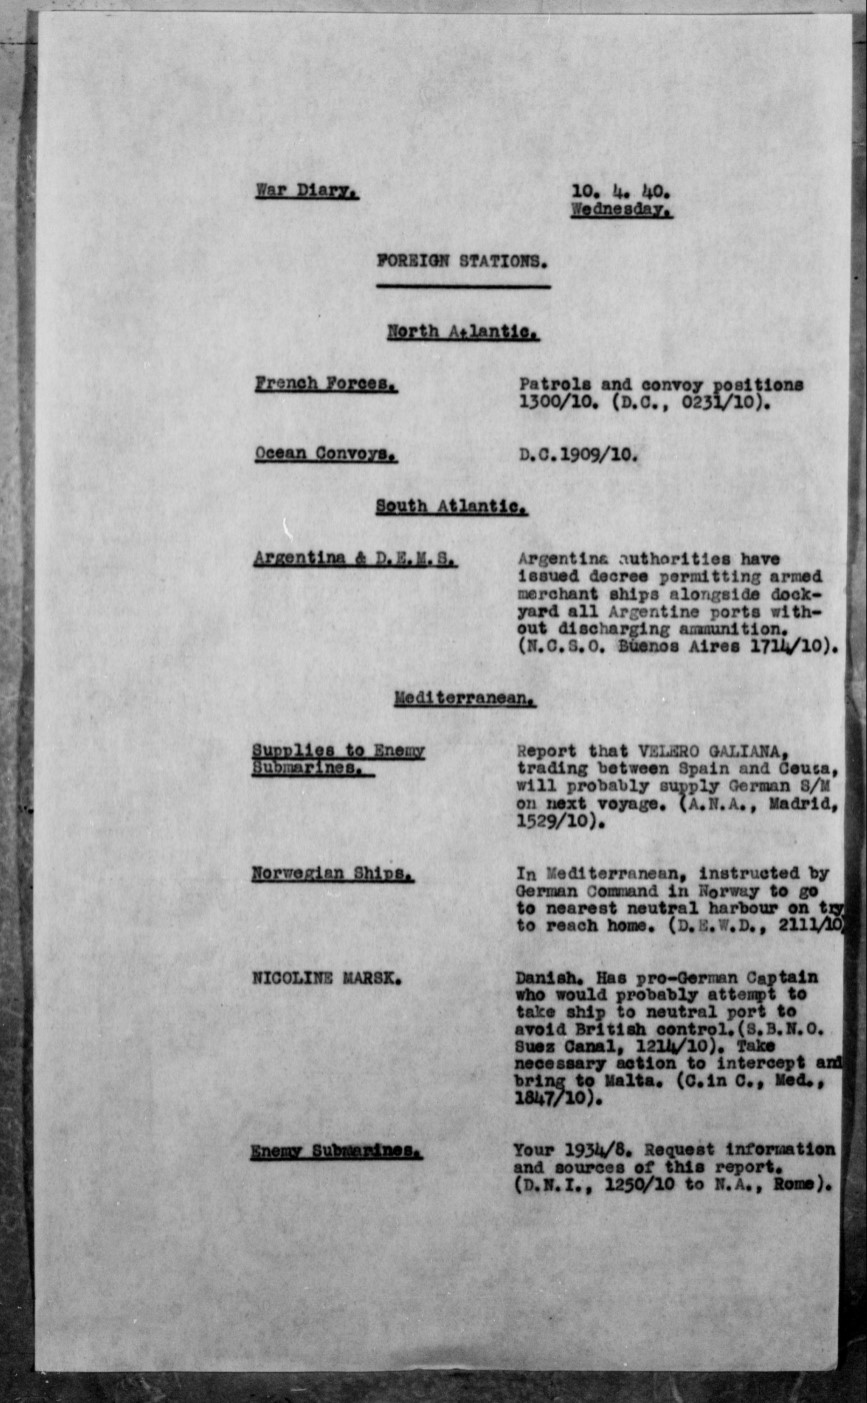 War Diary.
10. 4. 40.
Wednesday.
FOREIGN STATIONS.
North Atlantic.
French Forces.
Patrols and convoy positions
1300/10. (D.C., 0231/10).
Ocean Convoys.
D.C.1909/10.
South Atlantic.
Argentina & D.E.M.S.
Argentina authorities have
issued decree permitting armed
merchant ships alongside dock-
yard all Argentine ports with-
out discharging ammunition.
(N.C.S.O. Buenos Aires 1714/10).
Mediterranean.
Supplies to Enemy
Submarines.
Report that VELERO GALIANA,
trading between Spain and Ceuta,
will probably supply German S/M
on next voyage. (A.N.A., Madrid,
1529/10).
Norwegian Ships.
In Mediterranean, instructed by
German Command in Norway to go
to nearest neutral harbour on try
to reach home. (D.E.W.D., 2111/10)
NICOLINE MARSK.
Danish. Has pro-German Captain
who would probably attempt to
take ship to neutral port to
avoid British control.(S.B.N.O.
Suez Canal, 1214/10). Take
necessary action to intercept and
bring to Malta. (C.in C., Med.,
1847/10).
Enemy Submarines.
Your 1934/8. Request information
and sources of this report.
(D.N.I., 1250/10 to N.A., Rome).